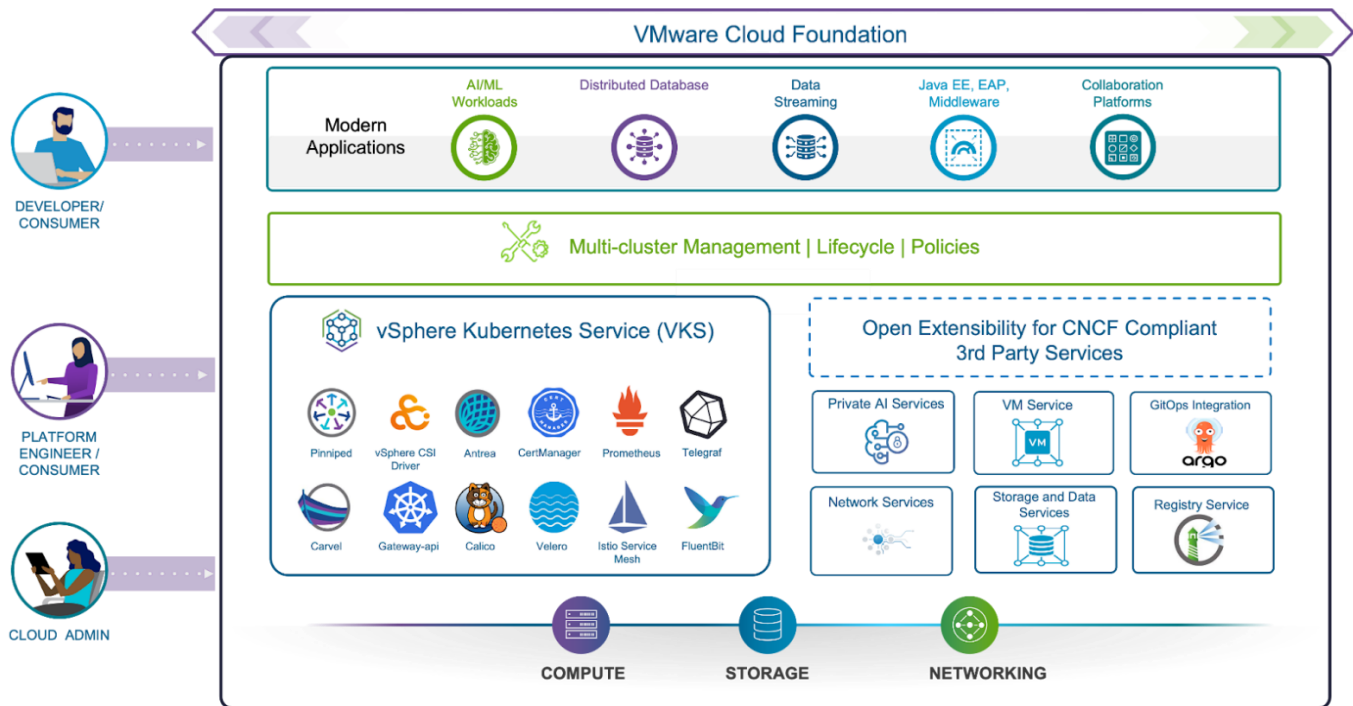 VMware Cloud Foundation
AI/ML
Workloads
Distributed Database
Data
Streaming
Java EE, EAP,
Middleware
Collaboration
Platforms
Modern
Applications
DEVELOPER/
CONSUMER
Multi-cluster Management | Lifecycle | Policies
vSphere Kubernetes Service (VKS)
Open Extensibility for CNCF Compliant
3rd Party Services
PLATFORM
ENGINEER /
CONSUMER
Pinniped
vSphere CSI
Driver
Antrea
CERT
MANAGER
CertManager
Prometheus
Telegraf
Carvel
Gateway-api
Calico
Velero
Istio Service
Mesh
FluentBit
Private AI Services
VM Service
VM
GitOps Integration
argo
Network Services
Storage and Data
Services
Registry Service
CLOUD ADMIN
COMPUTE
STORAGE
NETWORKING